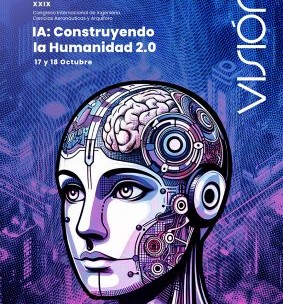 XXIX
Congreso Internacional de Ingeniería,
Ciencias Aeronáuticas y Arquitectura
IA: Construyendo
la Humanidad 2.0
17 y 18 Octubre
visión